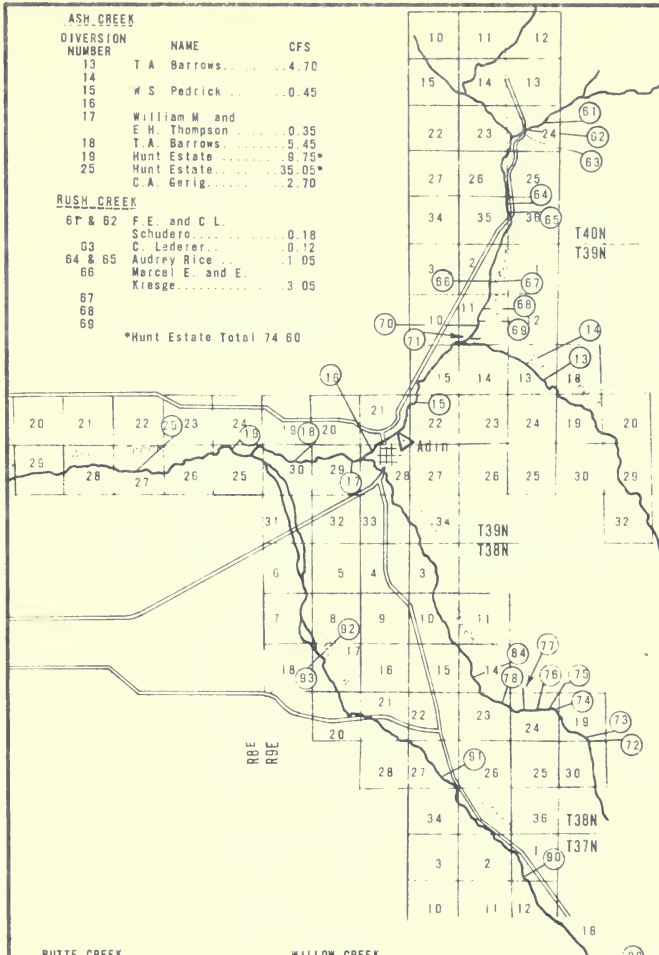 ASH CREEK
DIVERSION NUMBER NAME CFS
13 T A Barrows.. .. ..4.70
14
15 W S Pedrick .. ..0.45
16
17 William M and
E H. Thompson .. ...0.35
18 T.A. Barrows.......5.45
19 Hunt Estate .......9.75*
25 Hunt Estate.......35.05*
C.A. Gerig........2.70
RUSH CREEK
61 & 62 F.E. and C L.
Schudero..........0.18
63 C. Lederer.. ....0.12
64 & 65 Audrey Rice .. ...1 05
66 Marcel E. and E.
Kresge............3 05
67
68
69
*Hunt Estate Total 74 60
10 11 12
15 14 13
61
22 23 24 62
63
27 26 25
64
34 35 36 65
T40N
T39N
3 2 1
66 67
11 68
70 10 12 69
71 14
13
16 15 14 13 18
15
20 21 22 23 24 19 20 21 22 23 24 19 20
25 19 18 Adin
29 28 27 26 25 30 29 28 27 26 25 30 29
17
31 32 33 34 32
T39N
T38N
6 5 4 3
7 8 9 10 11
92 84 77
18 17 16 15 14 76 75
93 78 74
21 22 23 24 19 73
20 72
R8E
R9E
91
28 27 26 25 30
34 36 T38N
T37N
3 2 1 90
10 11 12
18
BUTTE CREEK WILLOW CREEK